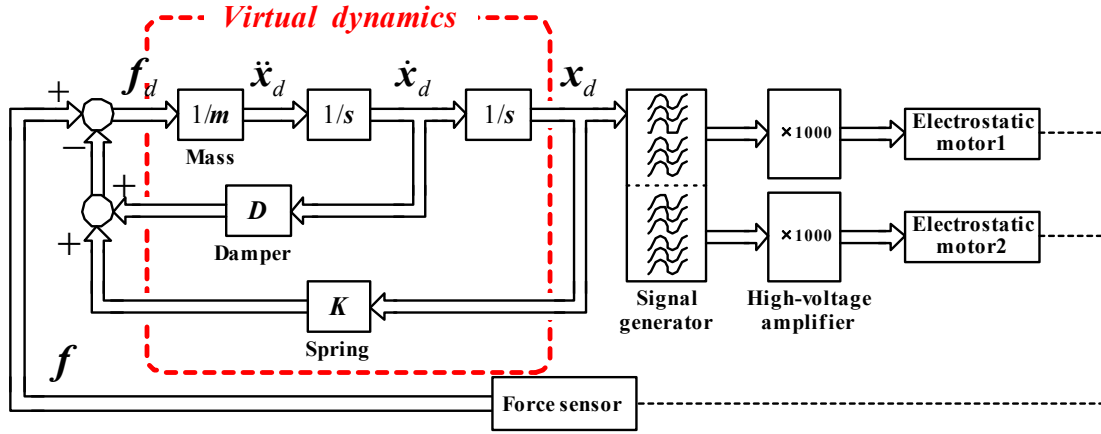 Virtual dynamics
+
f_d
ẍ_d
ẋ_d
x_d
1/m
1/s
1/s
Mass
−
×1000
Electrostatic
motor1
+
D
Damper
+
×1000
Electrostatic
motor2
K
Spring
Signal
generator
High-voltage
amplifier
f
Force sensor